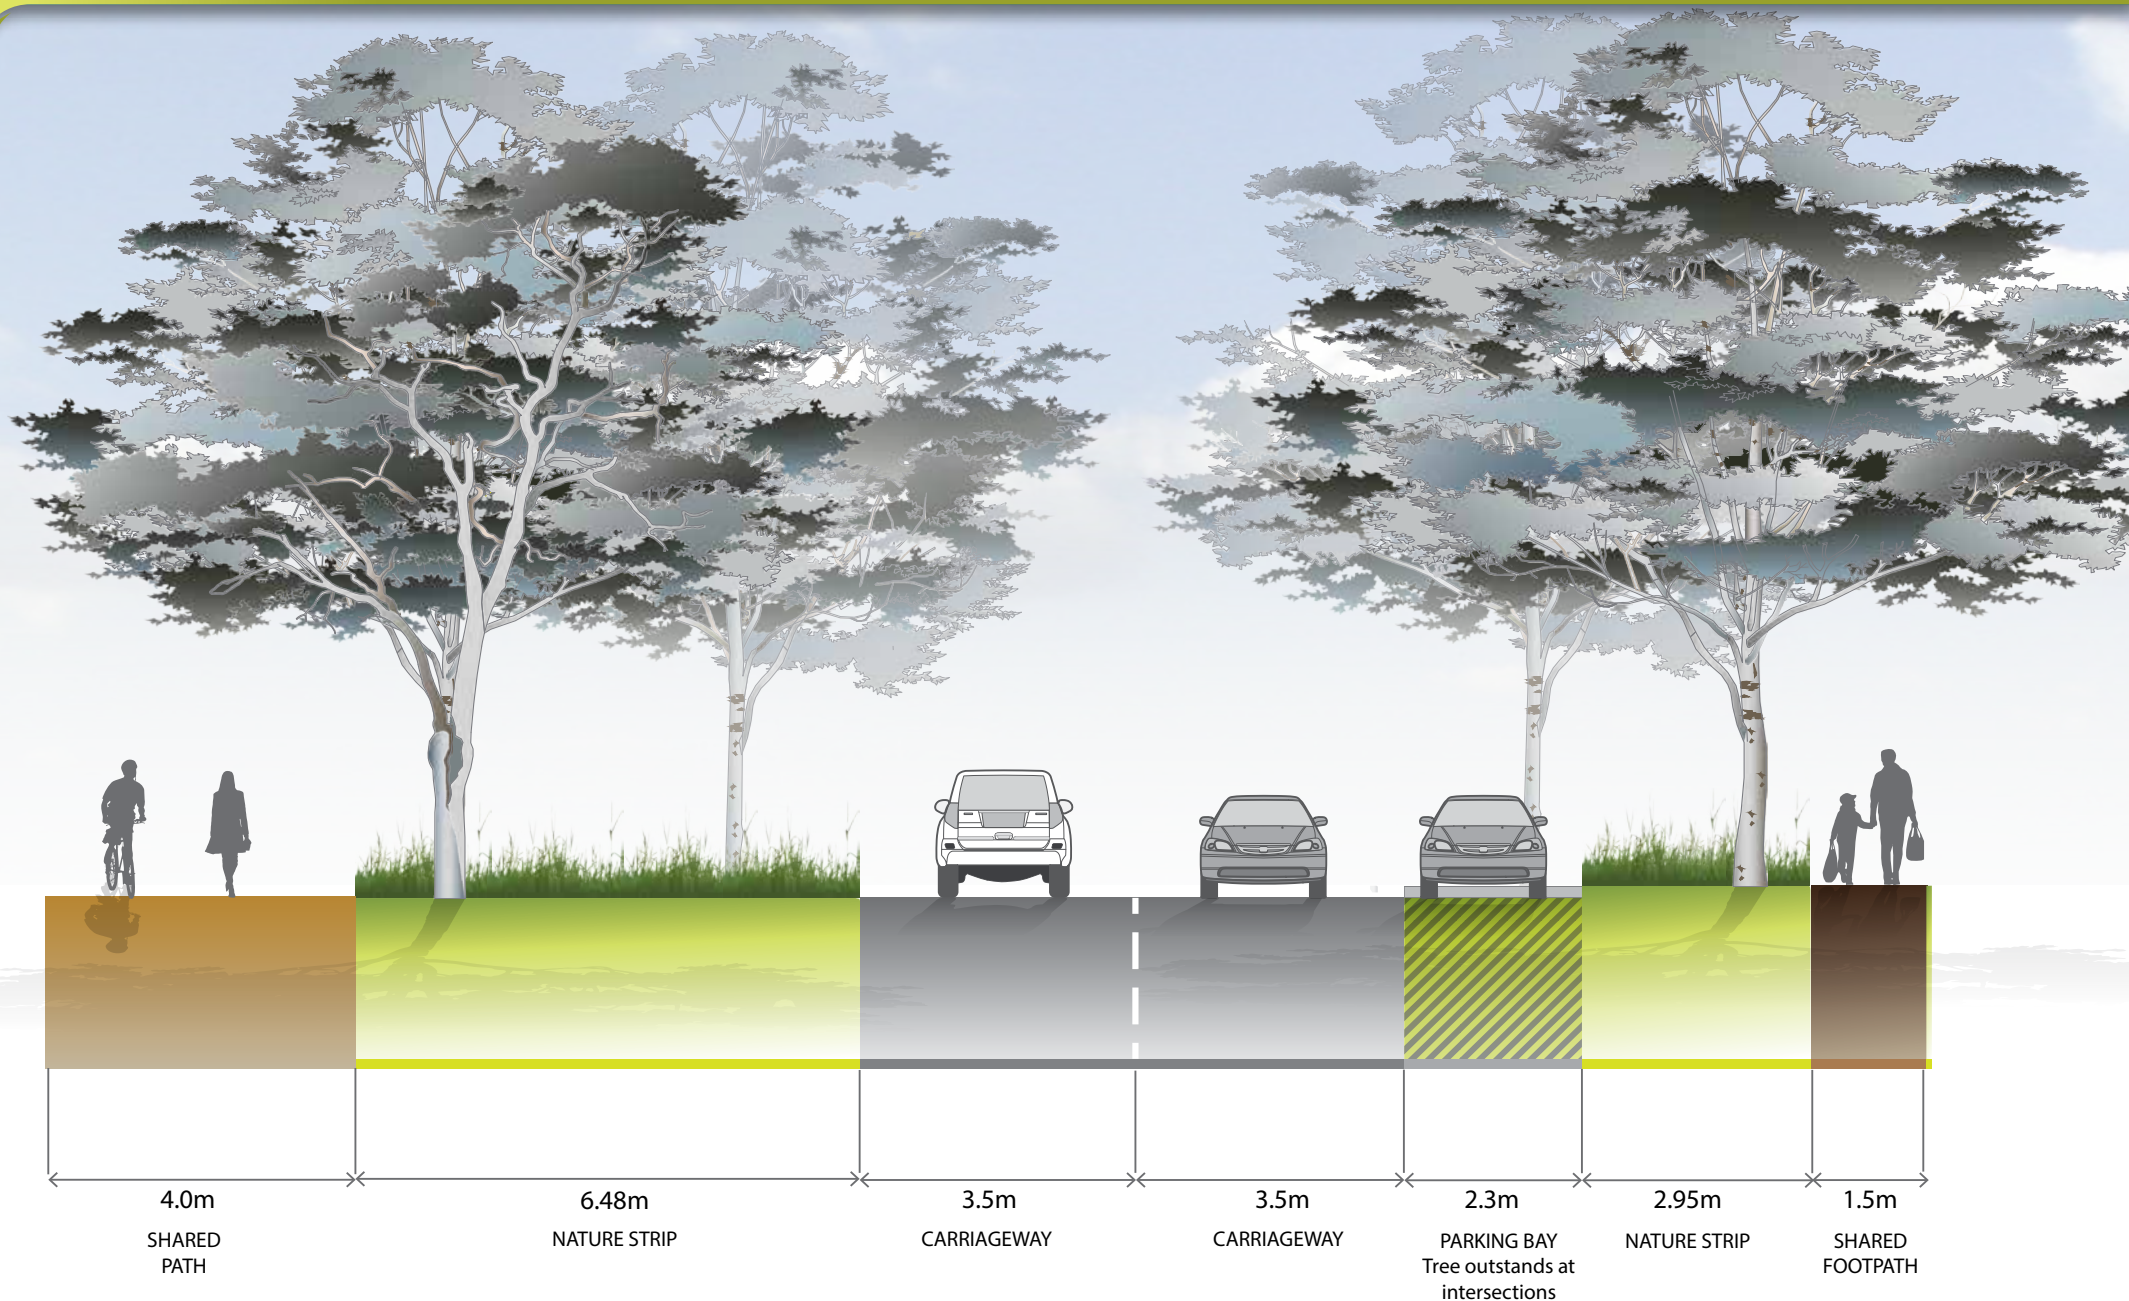 4.0m
6.48m
3.5m
3.5m
2.3m
2.95m
1.5m
SHARED
PATH
NATURE STRIP
CARRIAGEWAY
CARRIAGEWAY
PARKING BAY
Tree outstands at
intersections
NATURE STRIP
SHARED
FOOTPATH